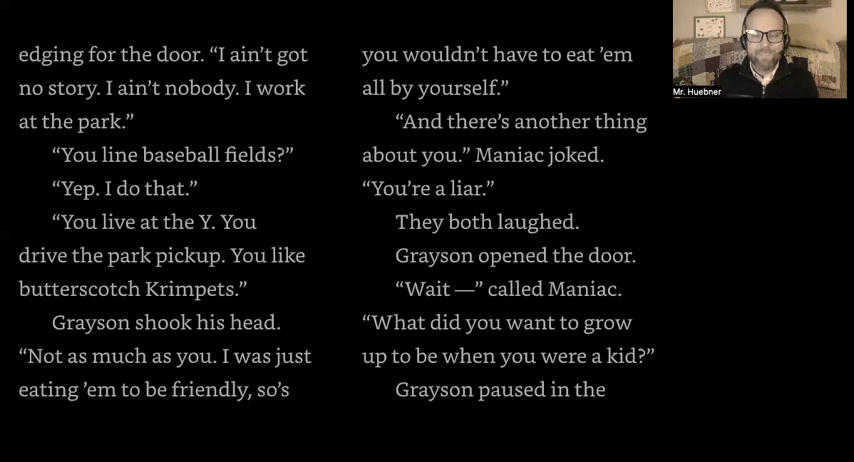 edging for the door. “I ain’t got
no story. I ain’t nobody. I work
at the park.”
“You line baseball fields?”
“Yep. I do that.”
“You live at the Y. You
drive the park pickup. You like
butterscotch Krimpets.”
Grayson shook his head.
“Not as much as you. I was just
eating ’em to be friendly, so’s
you wouldn’t have to eat ’em
all by yourself.”
“And there’s another thing
about you.” Maniac joked.
“You’re a liar.”
They both laughed.
Grayson opened the door.
“Wait —” called Maniac.
“What did you want to grow
up to be when you were a kid?”
Grayson paused in the
Mr. Huebner